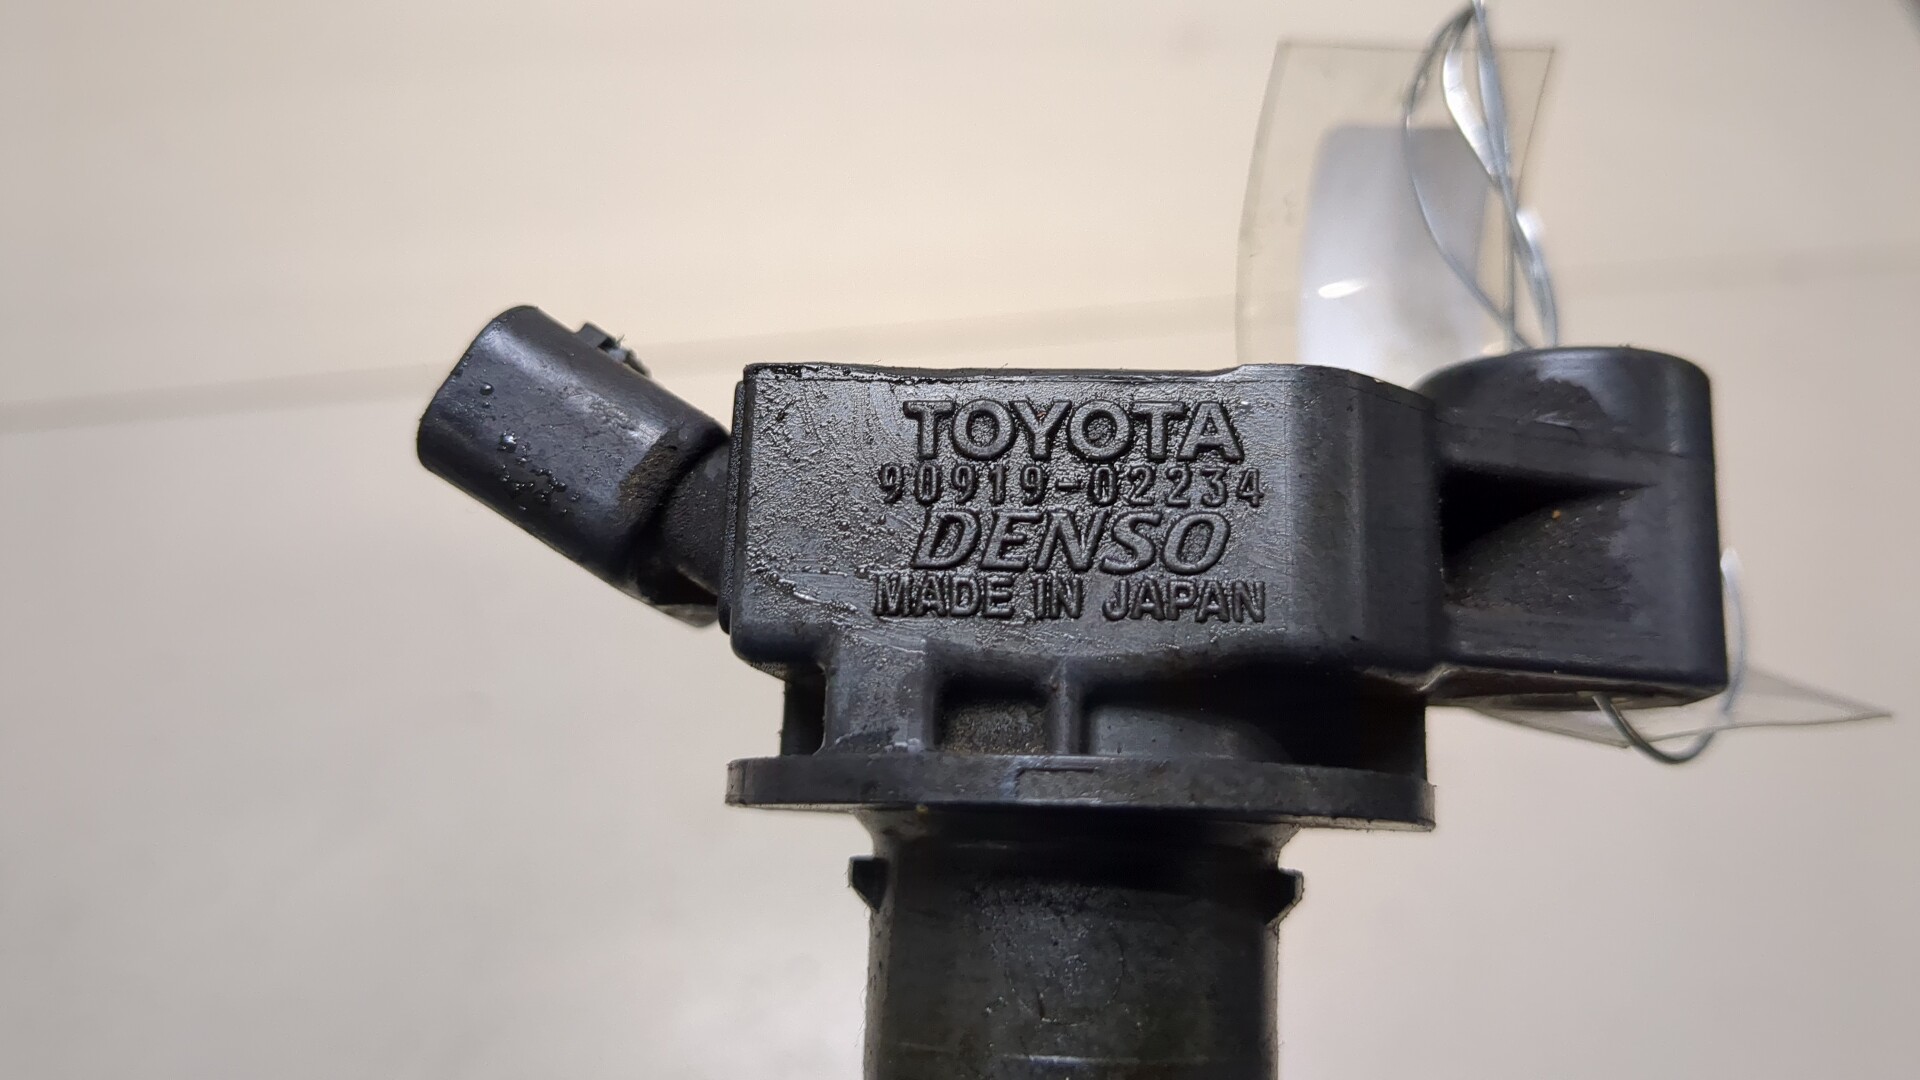 TOYOTA
90919-02234
DENSO
MADE IN JAPAN